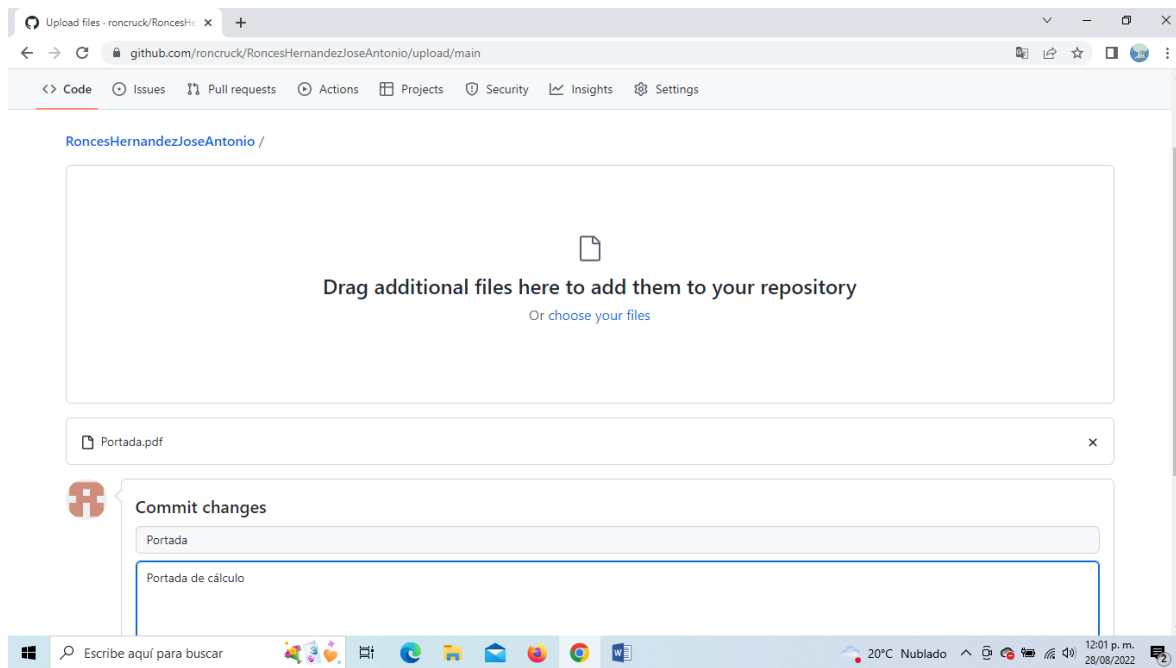 Upload files · roncruck/RoncesHe
github.com/roncruck/RoncesHernandezJoseAntonio/upload/main
Code Issues Pull requests Actions Projects Security Insights Settings
RoncesHernandezJoseAntonio /
Drag additional files here to add them to your repository
Or choose your files
Portada.pdf
Commit changes
Portada
Portada de cálculo
Escribe aquí para buscar
20°C Nublado
12:01 p. m.
28/08/2022
2